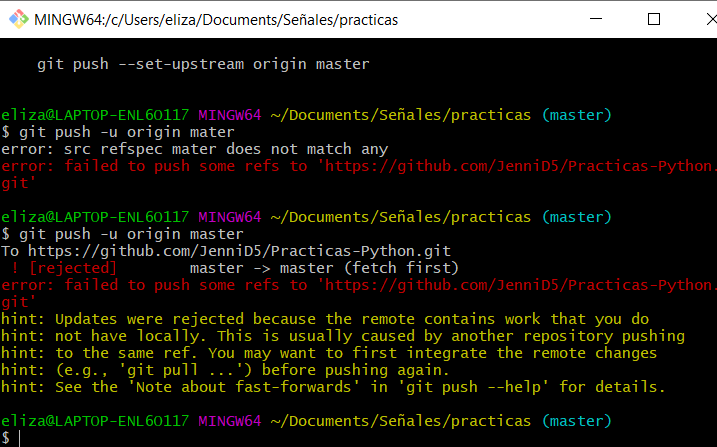 MINGW64:/c/Users/eliza/Documents/Señales/practicas
git push --set-upstream origin master
eliza@LAPTOP-ENL6O117 MINGW64 ~/Documents/Señales/practicas (master)
$ git push -u origin mater
error: src refspec mater does not match any
error: failed to push some refs to 'https://github.com/JenniD5/Practicas-Python.
git'
eliza@LAPTOP-ENL6O117 MINGW64 ~/Documents/Señales/practicas (master)
$ git push -u origin master
To https://github.com/JenniD5/Practicas-Python.git
! [rejected]        master -> master (fetch first)
error: failed to push some refs to 'https://github.com/JenniD5/Practicas-Python.
git'
hint: Updates were rejected because the remote contains work that you do
hint: not have locally. This is usually caused by another repository pushing
hint: to the same ref. You may want to first integrate the remote changes
hint: (e.g., 'git pull ...') before pushing again.
hint: See the 'Note about fast-forwards' in 'git push --help' for details.
eliza@LAPTOP-ENL6O117 MINGW64 ~/Documents/Señales/practicas (master)
$